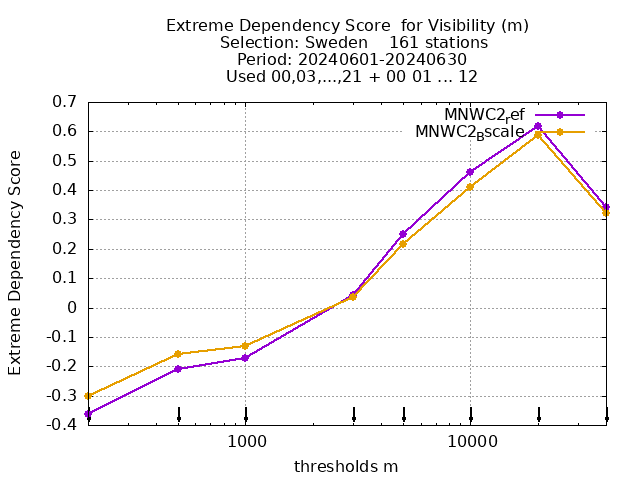 Extreme Dependency Score  for Visibility (m)
Selection: Sweden    161 stations
Period: 20240601-20240630
Used 00,03,...,21 + 00 01 ... 12
MNWC2ref
MNWC2Bscale
0.7
0.6
0.5
0.4
0.3
0.2
0.1
0
-0.1
-0.2
-0.3
-0.4
Extreme Dependency Score
1000 10000
thresholds m